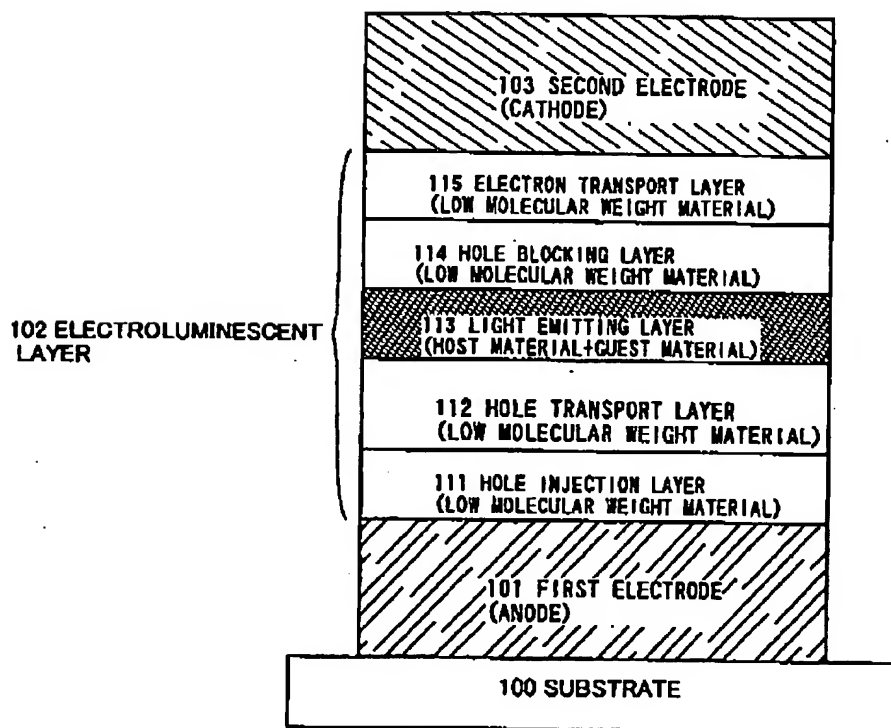 103 SECOND ELECTRODE
(CATHODE)
115 ELECTRON TRANSPORT LAYER
(LOW MOLECULAR WEIGHT MATERIAL)
114 HOLE BLOCKING LAYER
(LOW MOLECULAR WEIGHT MATERIAL)
102 ELECTROLUMINESCENT
LAYER
113 LIGHT EMITTING LAYER
(HOST MATERIAL+GUEST MATERIAL)
112 HOLE TRANSPORT LAYER
(LOW MOLECULAR WEIGHT MATERIAL)
111 HOLE INJECTION LAYER
(LOW MOLECULAR WEIGHT MATERIAL)
101 FIRST ELECTRODE
(ANODE)
100 SUBSTRATE